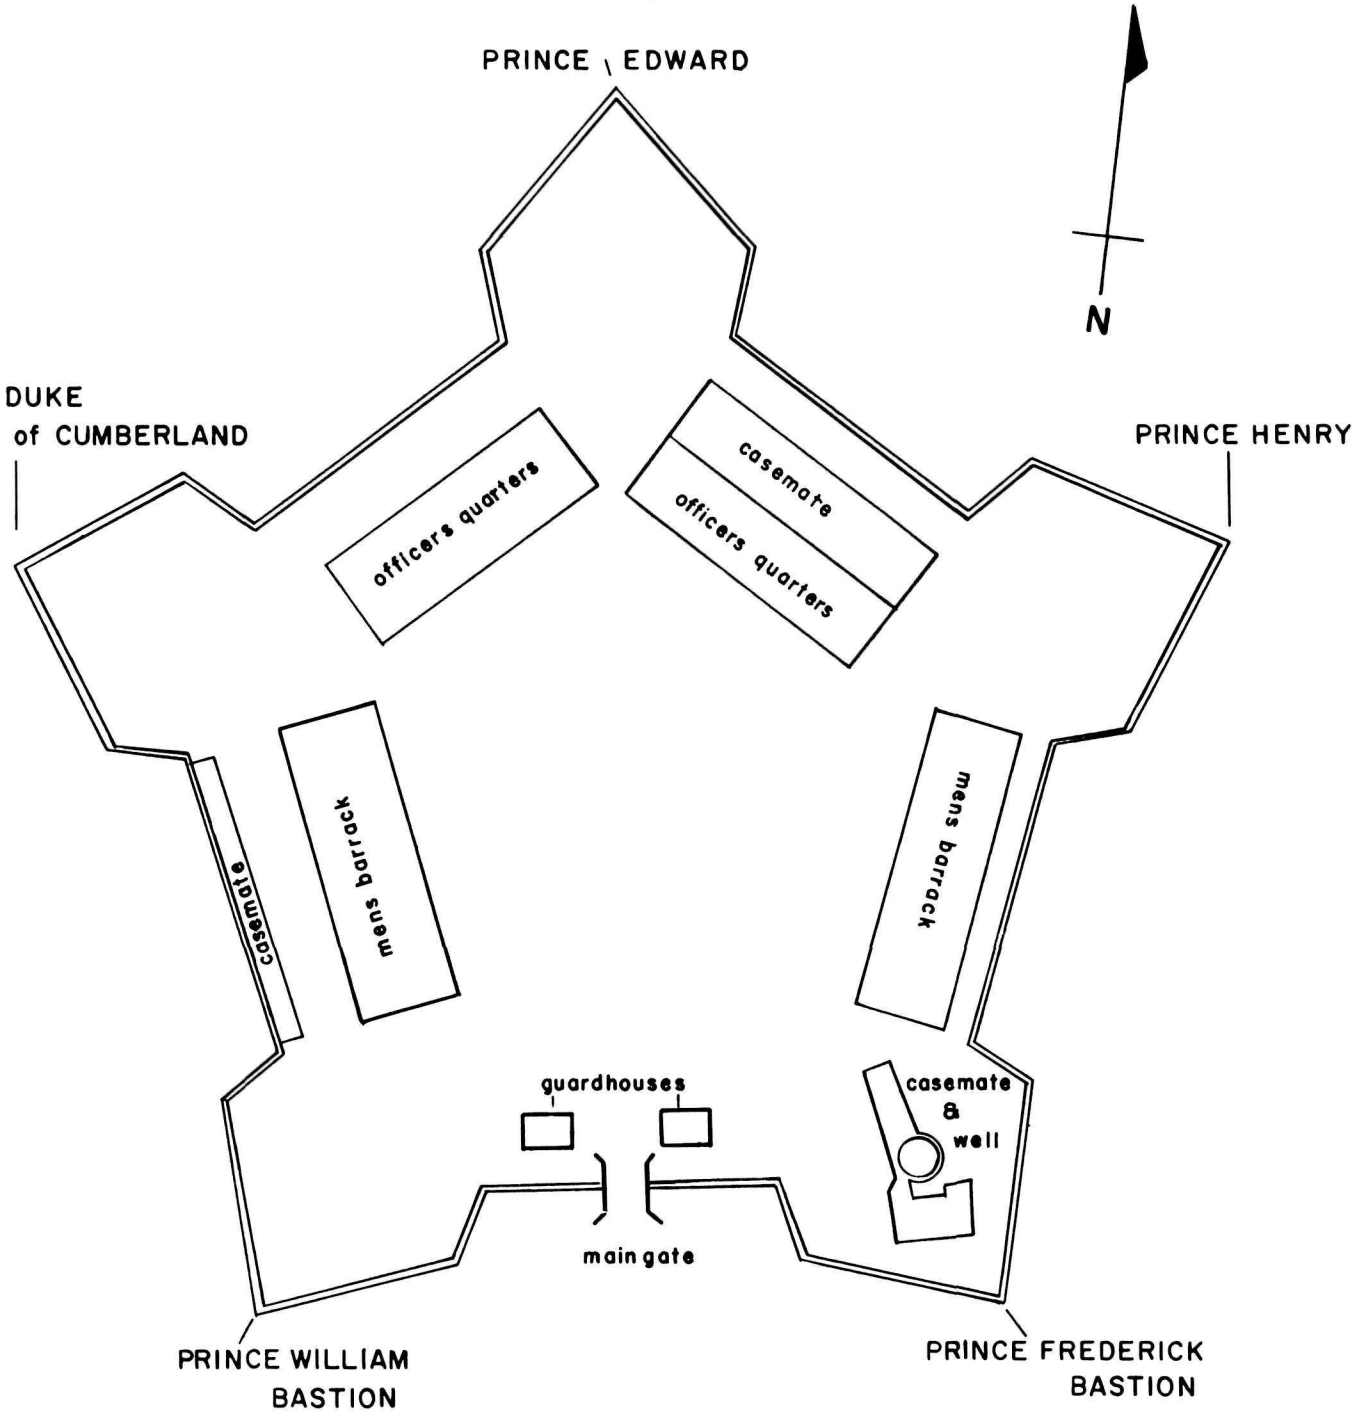 PRINCE EDWARD
N
DUKE
of CUMBERLAND
PRINCE HENRY
officers quarters
casemate
officers quarters
mens barrack
casemate
mens barrack
guardhouses
casemate
&
well
main gate
PRINCE WILLIAM
BASTION
PRINCE FREDERICK
BASTION